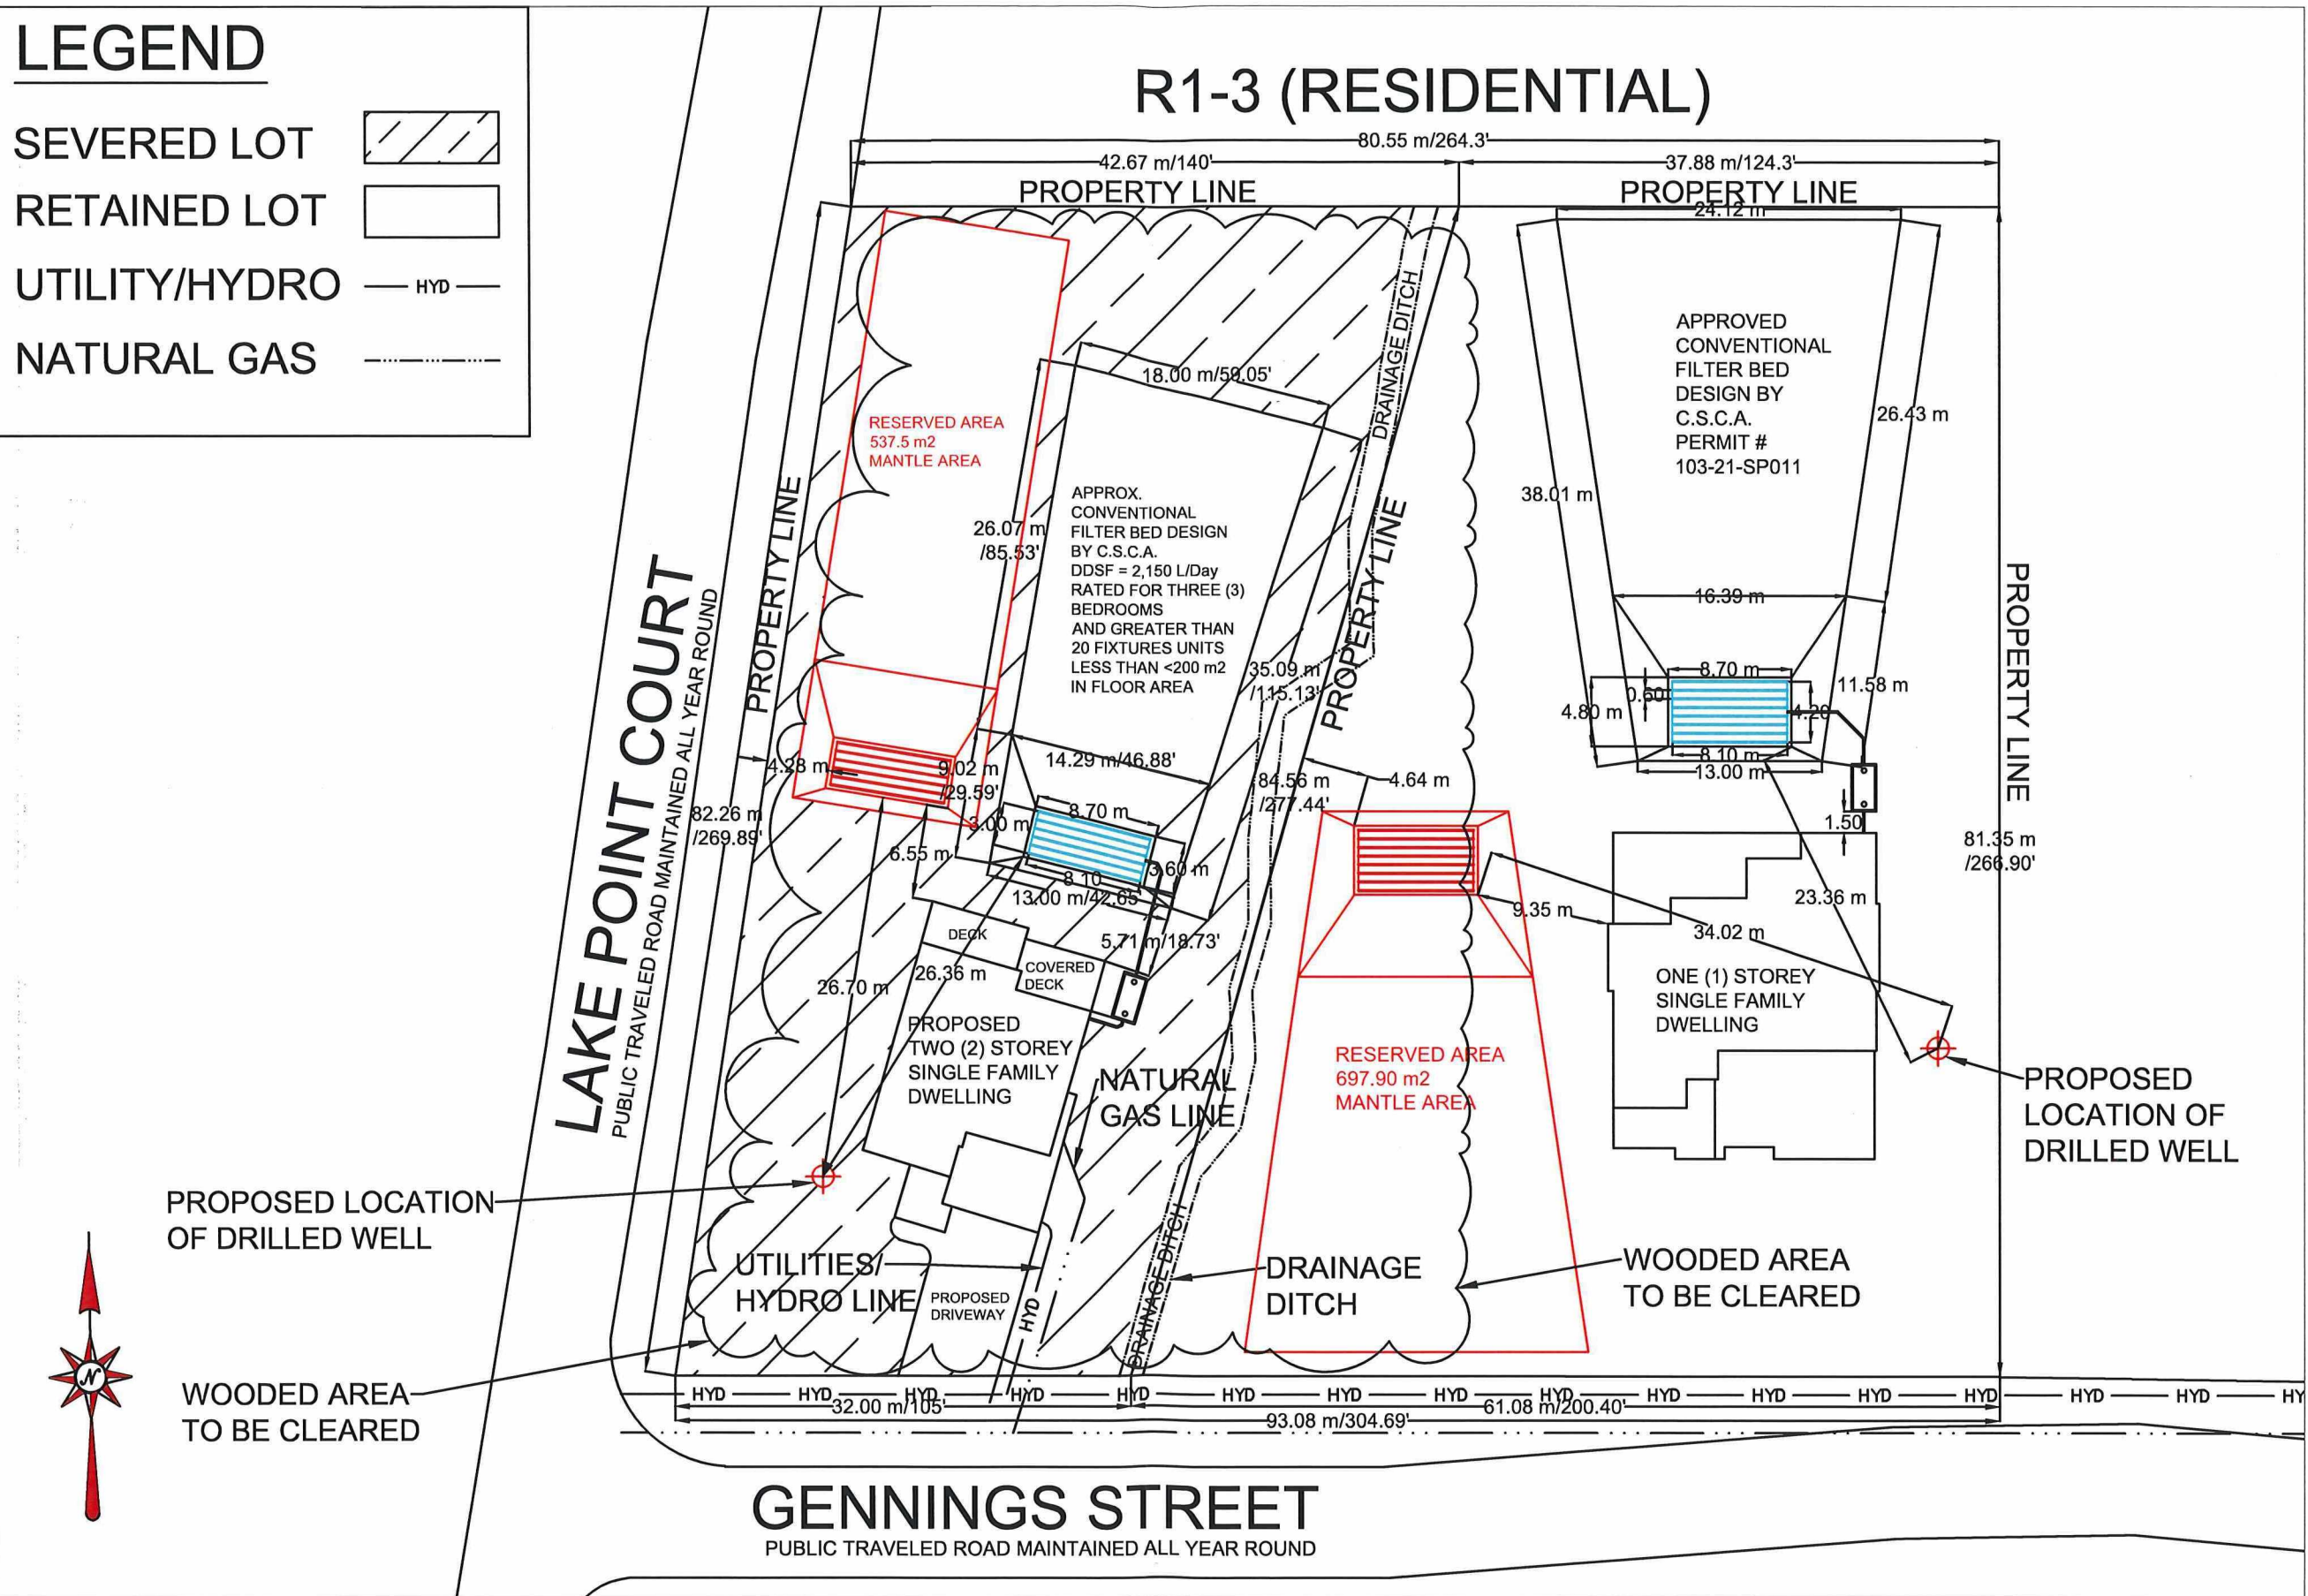 LEGEND
SEVERED LOT
RETAINED LOT
UTILITY/HYDRO
HYD
NATURAL GAS
R1-3 (RESIDENTIAL)
80.55 m/264.3'
42.67 m/140'
37.88 m/124.3'
PROPERTY LINE
PROPERTY LINE
24.12 m
DRAINAGE DITCH
18.00 m/59.05'
RESERVED AREA
537.5 m2
MANTLE AREA
APPROVED
CONVENTIONAL
FILTER BED
DESIGN BY
C.S.C.A.
PERMIT #
103-21-SP011
26.43 m
38.01 m
APPROX.
CONVENTIONAL
FILTER BED DESIGN
BY C.S.C.A.
DDSF = 2,150 L/Day
RATED FOR THREE (3)
BEDROOMS
AND GREATER THAN
20 FIXTURES UNITS
LESS THAN <200 m2
IN FLOOR AREA
26.07 m
/85.53'
PROPERTY LINE
PROPERTY LINE
PROPERTY LINE
LAKE POINT COURT
PUBLIC TRAVELED ROAD MAINTAINED ALL YEAR ROUND
35.09 m
/115.13'
16.39 m
8.70 m
0.60
4.80 m
4.20
11.58 m
8.10 m
13.00 m
1.50
14.29 m/46.88'
4.28 m
9.02 m
/29.59'
84.56 m
/277.44'
4.64 m
82.26 m
/269.89'
8.70 m
3.00 m
6.55 m
3.60 m
8.10
13.00 m/42.65'
81.35 m
/266.90'
23.36 m
9.35 m
34.02 m
DECK
5.71 m/18.73'
COVERED
DECK
26.36 m
26.70 m
ONE (1) STOREY
SINGLE FAMILY
DWELLING
PROPOSED
TWO (2) STOREY
SINGLE FAMILY
DWELLING
NATURAL
GAS LINE
RESERVED AREA
697.90 m2
MANTLE AREA
PROPOSED
LOCATION OF
DRILLED WELL
PROPOSED LOCATION
OF DRILLED WELL
UTILITIES/
HYDRO LINE
PROPOSED
DRIVEWAY
HYD
DRAINAGE DITCH
DRAINAGE
DITCH
WOODED AREA
TO BE CLEARED
N
WOODED AREA
TO BE CLEARED
HYD HYD HYD HYD HYD HYD HYD HYD HYD HYD HYD HYD HYD HYD HYD HY
32.00 m/105'
61.08 m/200.40'
93.08 m/304.69'
GENNINGS STREET
PUBLIC TRAVELED ROAD MAINTAINED ALL YEAR ROUND